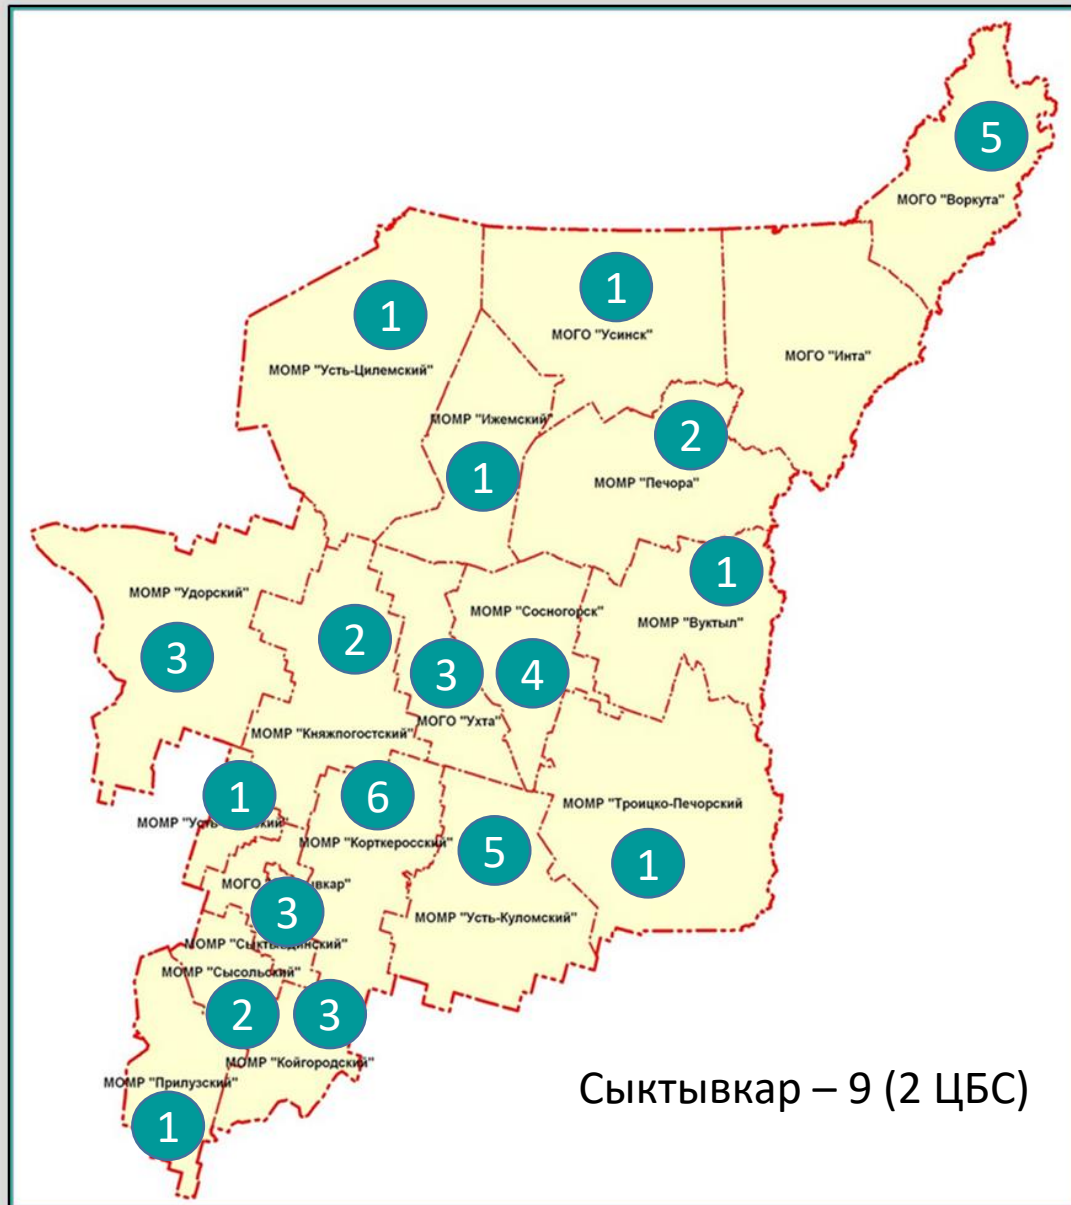 5
МОГО "Воркута"
1
1
МОГО "Усинск"
МОГО "Инта"
МОМР "Усть-Цилемский"
МОМР "Ижемский"
2
1
МОМР "Печора"
1
МОМР "Удорский"
МОМР "Сосногорск"
МОМР "Вуктыл"
2
3
3
4
МОГО "Ухта"
МОМР "Княжпогостский"
1
6
МОМР "Троицко-Печорский
МОМР
МОМР "Корткеросский"
5
1
МОГО
3
МОМР "Усть-Куломский"
МОМР
МОМР "Сысольский"
2
3
МОМР "Койгородский"
МОМР "Прилузский"
1
Сыктывкар – 9 (2 ЦБС)